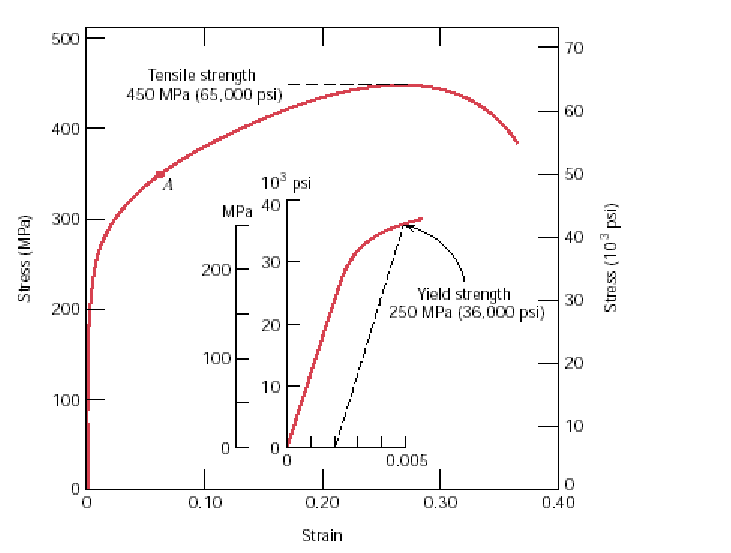 500
70
Tensile strength
450 MPa (65,000 psi)
60
400
A
50
10³ psi
MPa
40
300
40
200
30
Stress (MPa)
Stress (10³ psi)
Yield strength
250 MPa (36,000 psi)
30
200
20
100
20
10
100
10
0
0
0
0.005
0
0
0
0.10
0.20
0.30
0.40
Strain